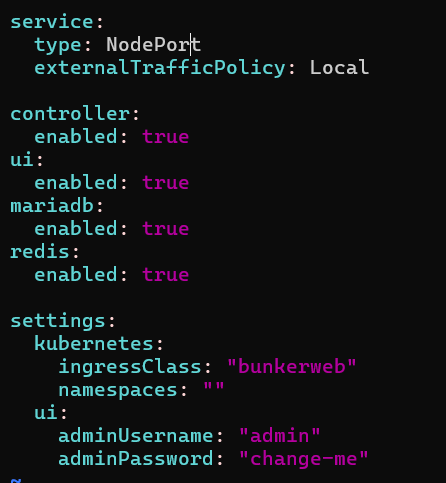 service:
  type: NodePort
  externalTrafficPolicy: Local

controller:
  enabled: true
ui:
  enabled: true
mariadb:
  enabled: true
redis:
  enabled: true

settings:
  kubernetes:
    ingressClass: "bunkerweb"
    namespaces: ""
  ui:
    adminUsername: "admin"
    adminPassword: "change-me"
~